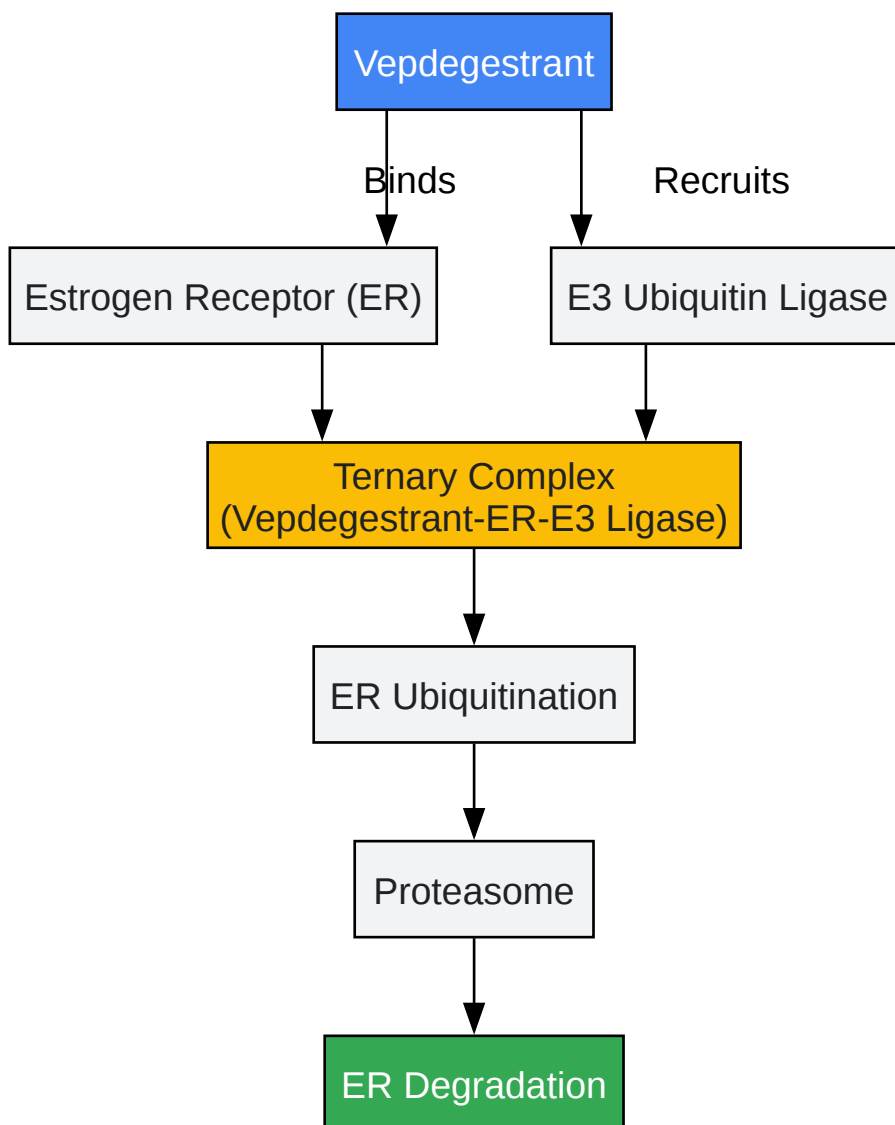 Vepdegestrant
Binds
Recruits
Estrogen Receptor (ER)
E3 Ubiquitin Ligase
Ternary Complex
(Vepdegestrant-ER-E3 Ligase)
ER Ubiquitination
Proteasome
ER Degradation